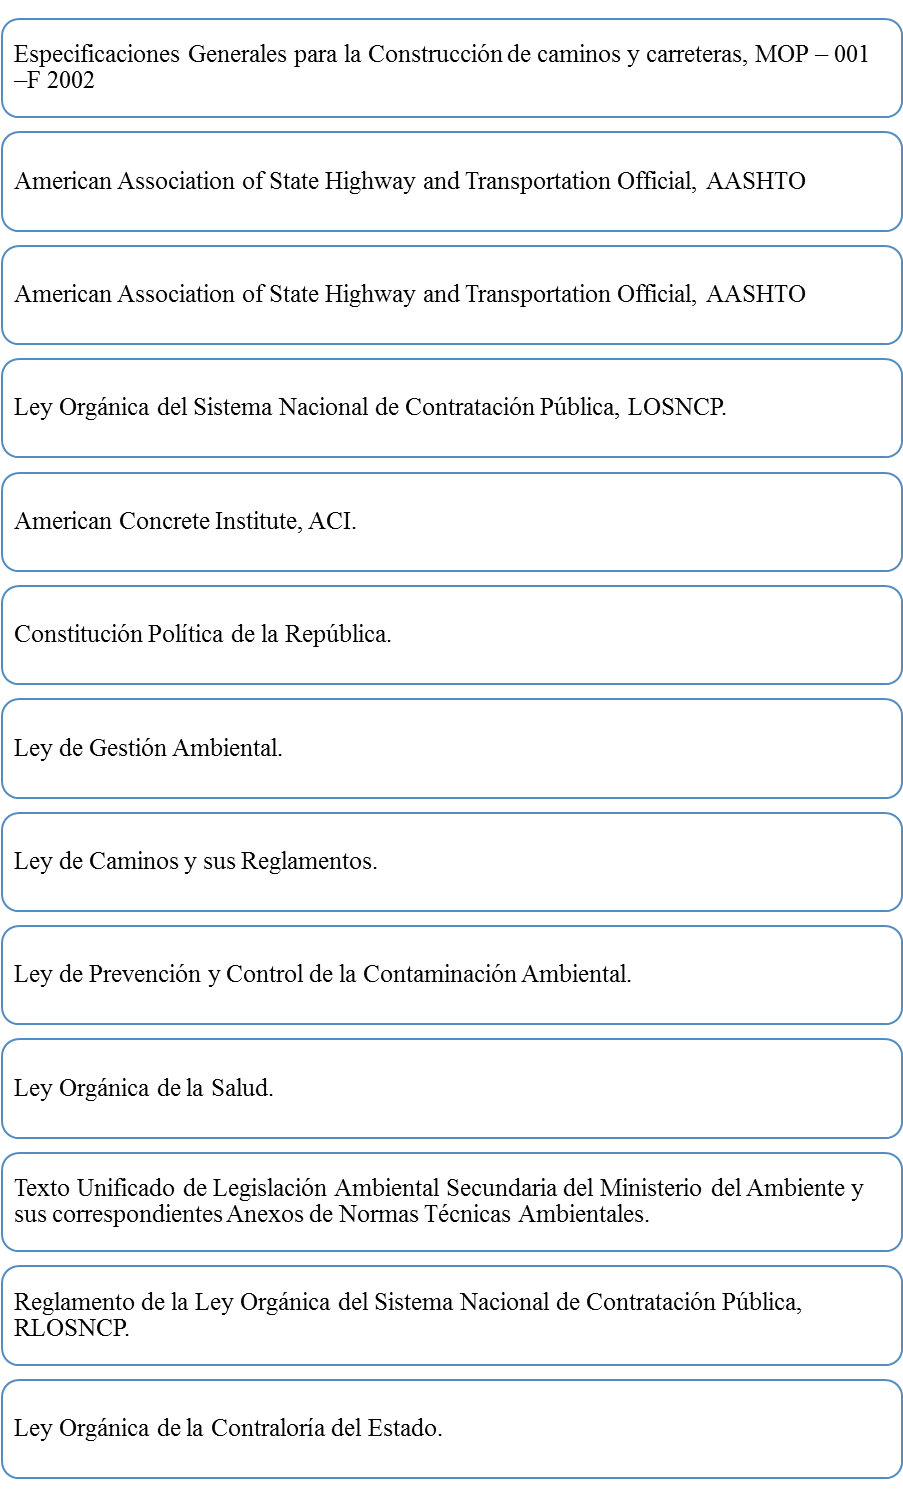 Especificaciones Generales para la Construcción de caminos y carreteras, MOP – 001
–F 2002
American Association of State Highway and Transportation Official, AASHTO
American Association of State Highway and Transportation Official, AASHTO
Ley Orgánica del Sistema Nacional de Contratación Pública, LOSNCP.
American Concrete Institute, ACI.
Constitución Política de la República.
Ley de Gestión Ambiental.
Ley de Caminos y sus Reglamentos.
Ley de Prevención y Control de la Contaminación Ambiental.
Ley Orgánica de la Salud.
Texto Unificado de Legislación Ambiental Secundaria del Ministerio del Ambiente y
sus correspondientes Anexos de Normas Técnicas Ambientales.
Reglamento de la Ley Orgánica del Sistema Nacional de Contratación Pública,
RLOSNCP.
Ley Orgánica de la Contraloría del Estado.